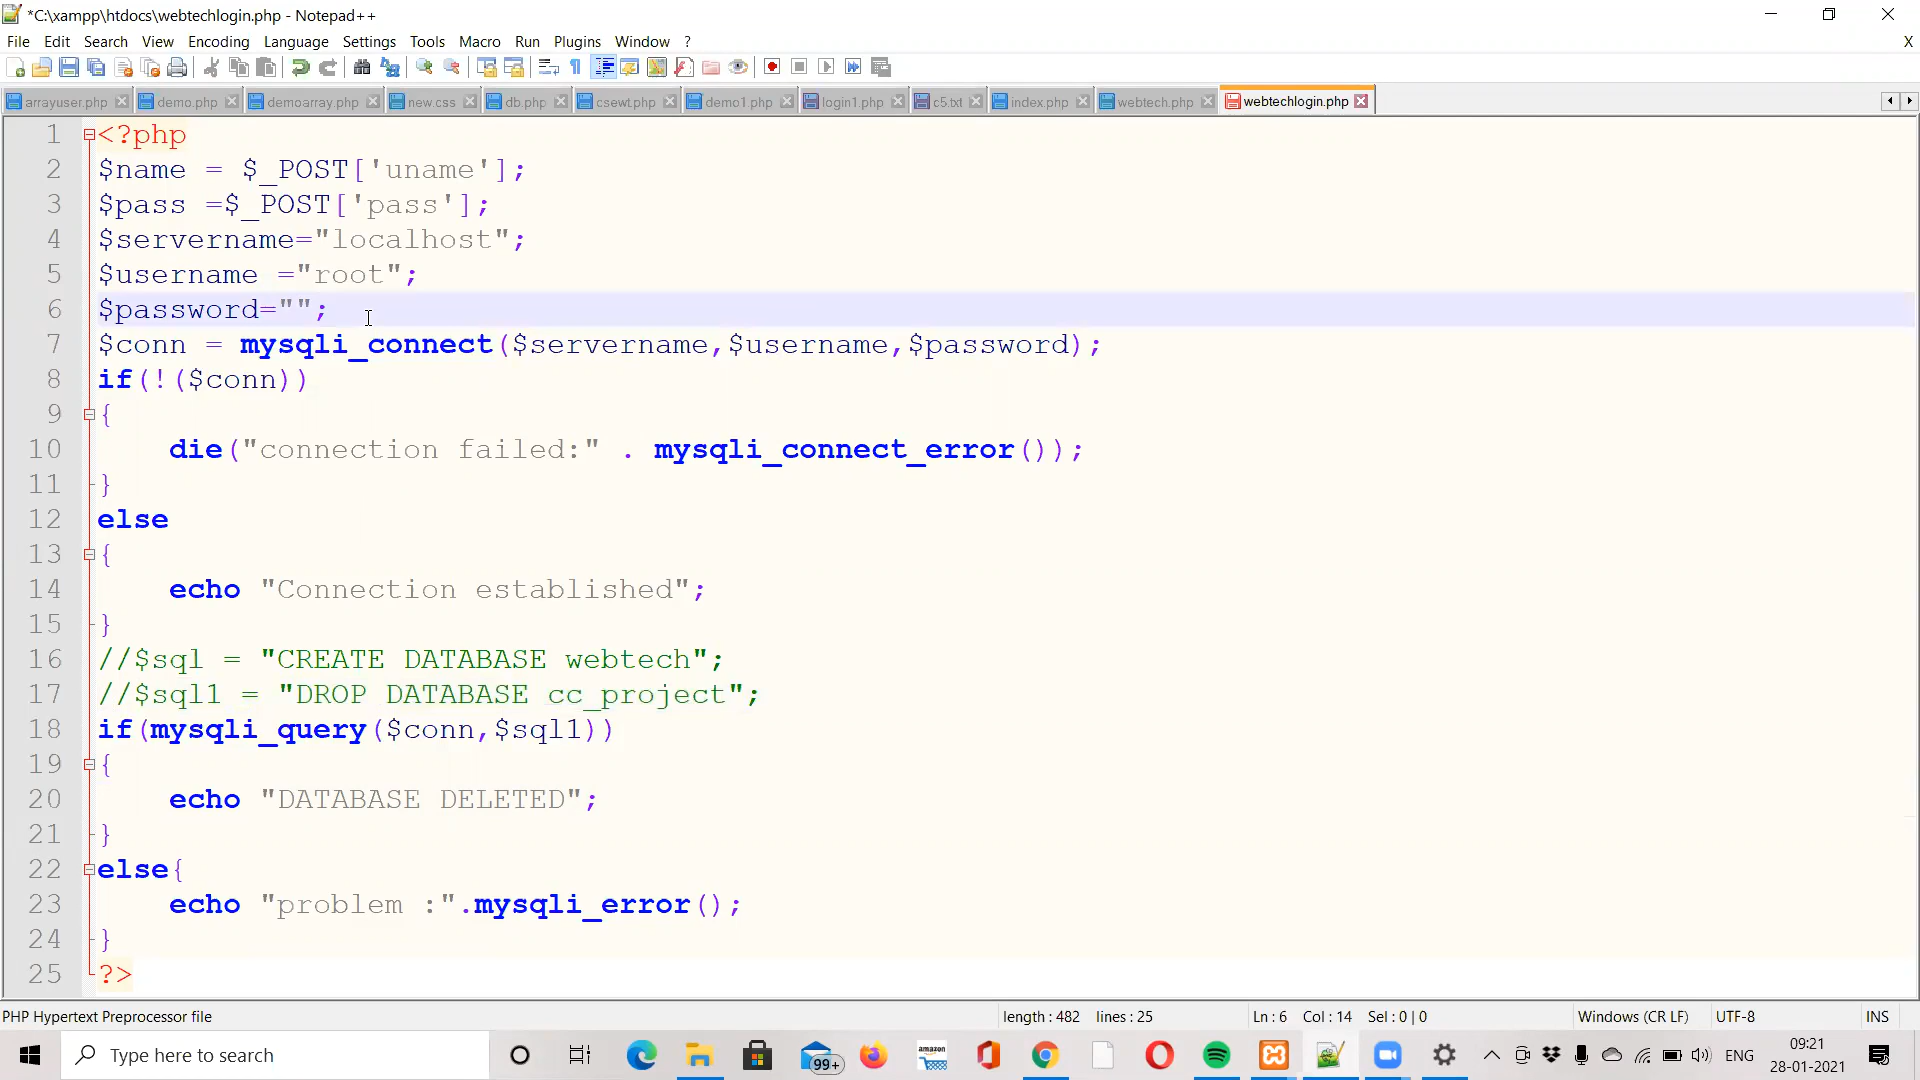 *C:\xampp\htdocs\webtechlogin.php - Notepad++
File Edit Search View Encoding Language Settings Tools Macro Run Plugins Window ? X
arrayuser.php demo.php demoarray.php new.css db.php csewt.php demo1.php login1.php c5.txt index.php webtech.php webtechlogin.php
1 <?php
2 $name = $_POST['uname'];
3 $pass =$_POST['pass'];
4 $servername="localhost";
5 $username ="root";
6 $password="";
7 $conn = mysqli_connect($servername,$username,$password);
8 if(!($conn))
9 {
10 die("connection failed:" . mysqli_connect_error());
11 }
12 else
13 {
14 echo "Connection established";
15 }
16 //$sql = "CREATE DATABASE webtech";
17 //$sql1 = "DROP DATABASE cc_project";
18 if(mysqli_query($conn,$sql1))
19 {
20 echo "DATABASE DELETED";
21 }
22 else{
23 echo "problem :".mysqli_error();
24 }
25 ?>
PHP Hypertext Preprocessor file length : 482 lines : 25 Ln : 6 Col : 14 Sel : 0 | 0 Windows (CR LF) UTF-8 INS
Type here to search 99+ amazon ENG 09:21
28-01-2021